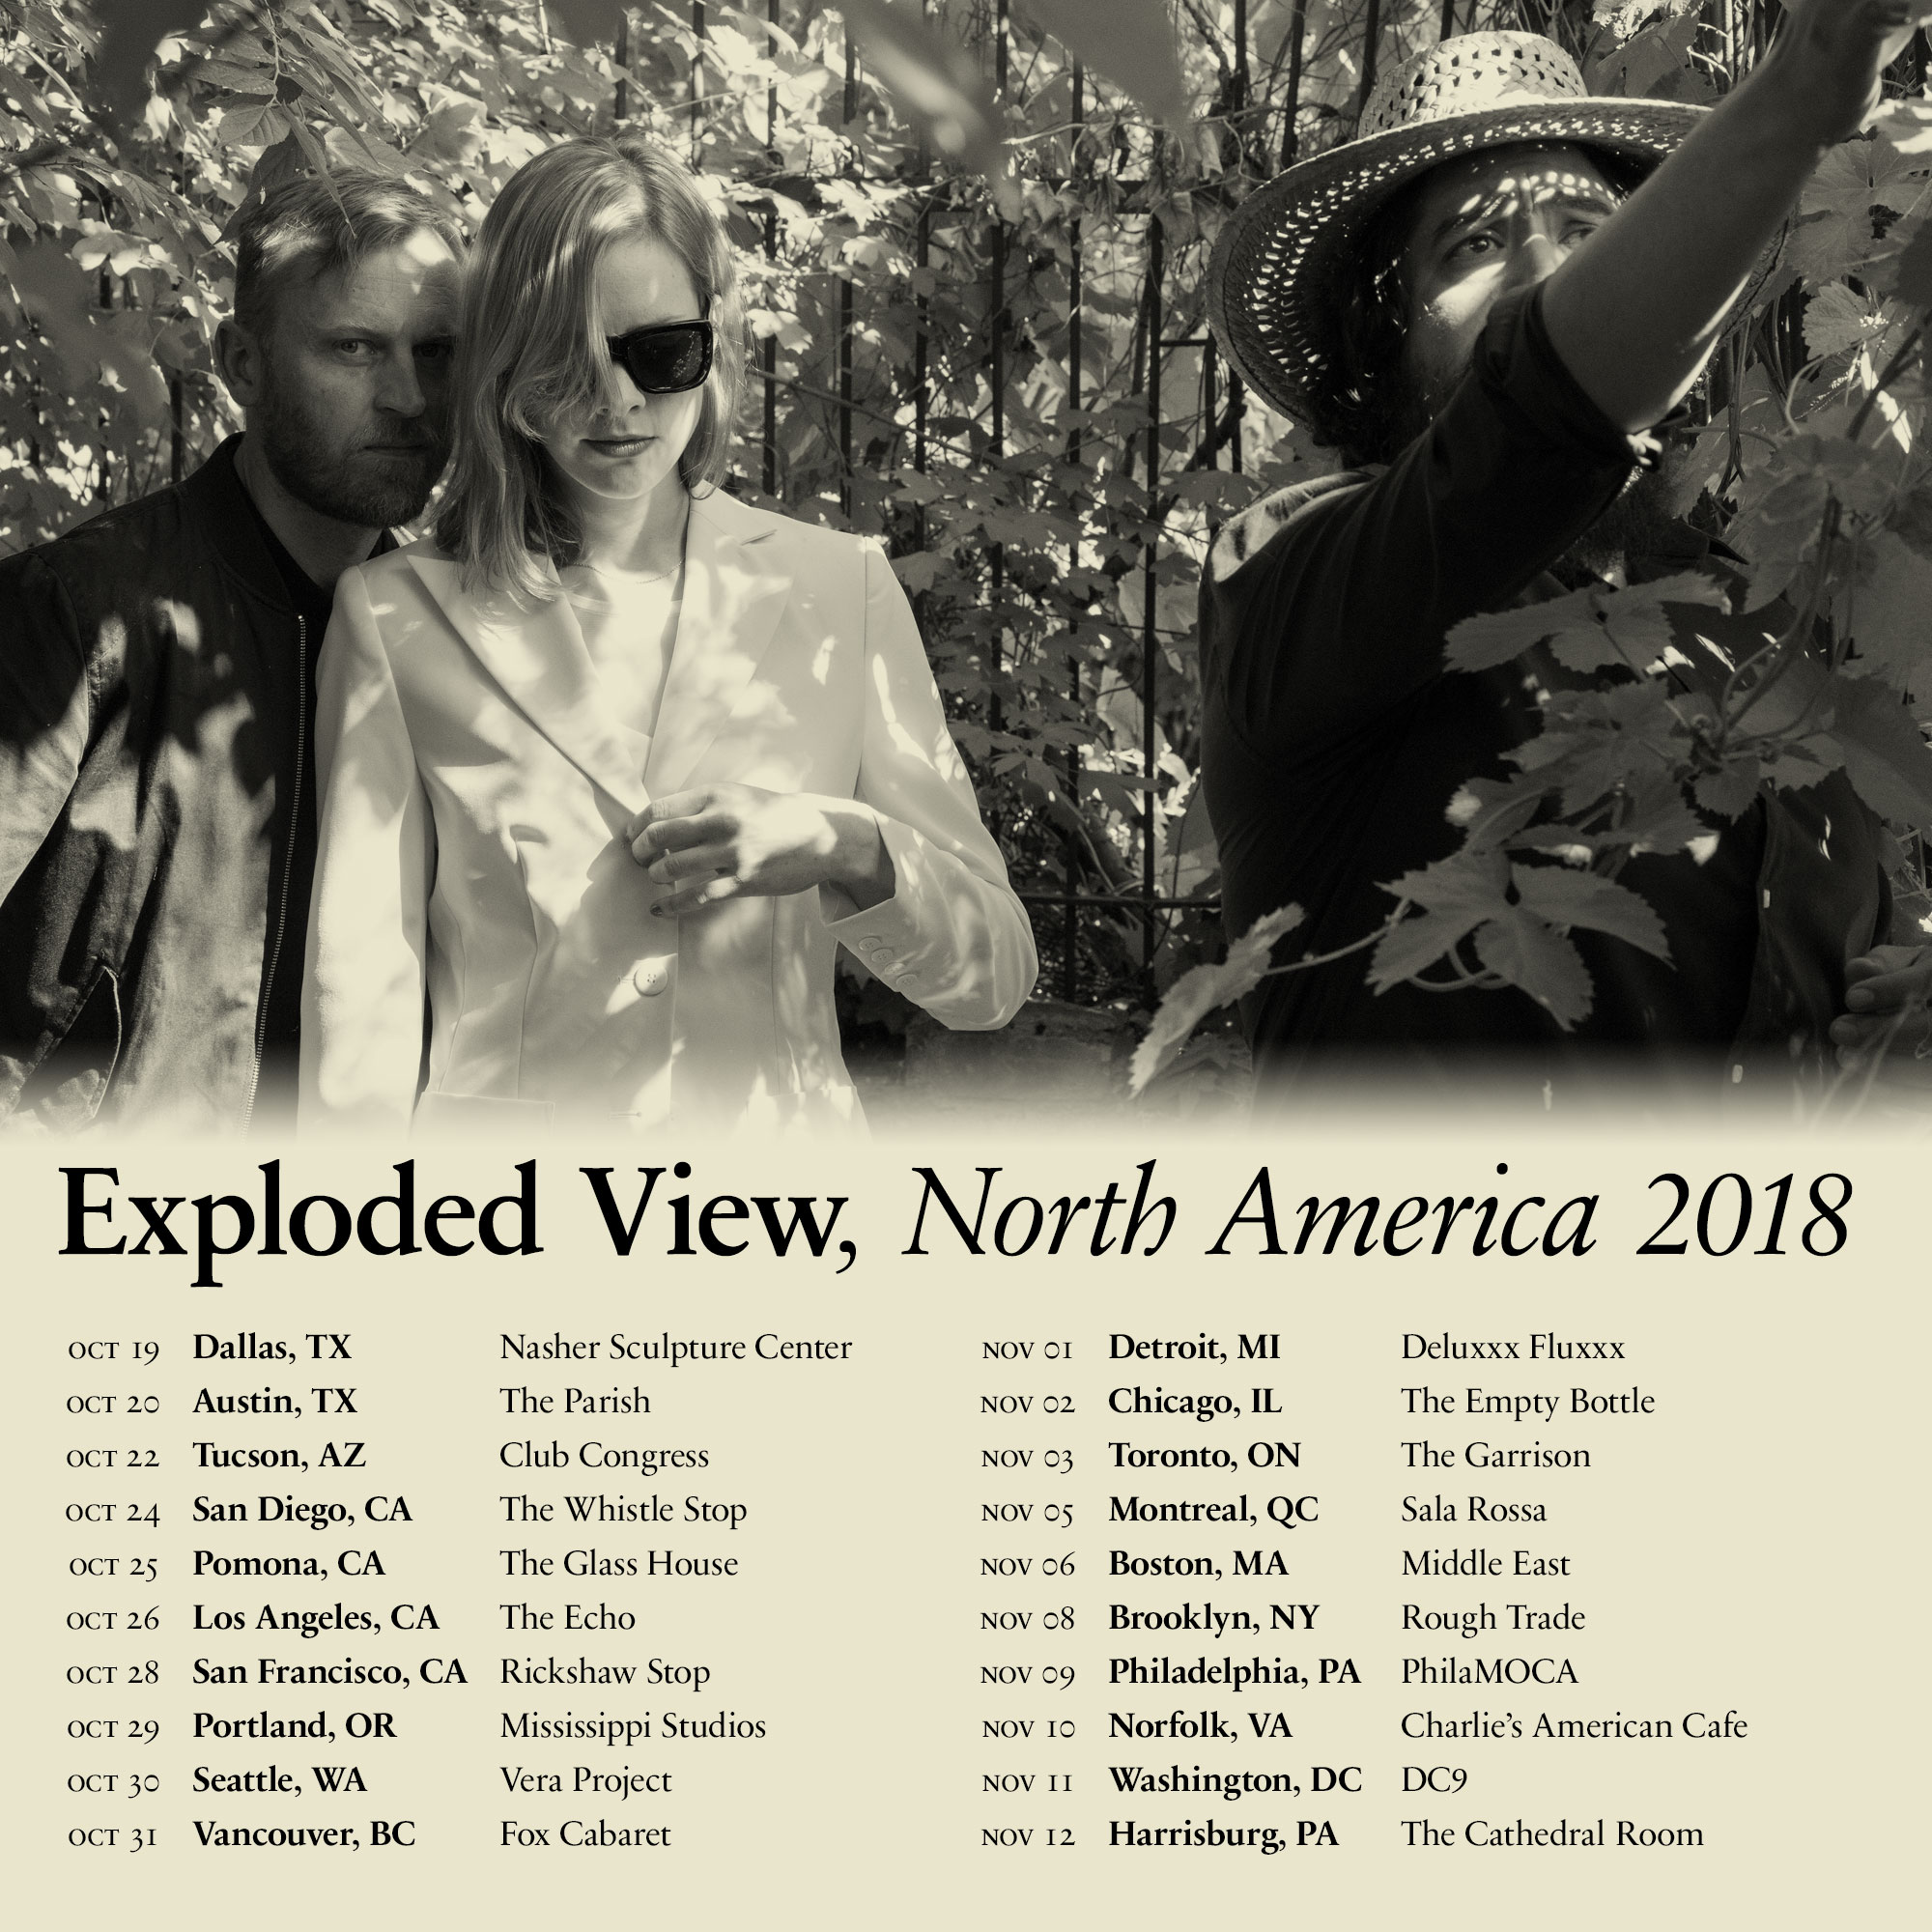 Exploded View, North America 2018
OCT 19 Dallas, TX Nasher Sculpture Center
OCT 20 Austin, TX The Parish
OCT 22 Tucson, AZ Club Congress
OCT 24 San Diego, CA The Whistle Stop
OCT 25 Pomona, CA The Glass House
OCT 26 Los Angeles, CA The Echo
OCT 28 San Francisco, CA Rickshaw Stop
OCT 29 Portland, OR Mississippi Studios
OCT 30 Seattle, WA Vera Project
OCT 31 Vancouver, BC Fox Cabaret
NOV 01 Detroit, MI Deluxxx Fluxxx
NOV 02 Chicago, IL The Empty Bottle
NOV 03 Toronto, ON The Garrison
NOV 05 Montreal, QC Sala Rossa
NOV 06 Boston, MA Middle East
NOV 08 Brooklyn, NY Rough Trade
NOV 09 Philadelphia, PA PhilaMOCA
NOV 10 Norfolk, VA Charlie’s American Cafe
NOV 11 Washington, DC DC9
NOV 12 Harrisburg, PA The Cathedral Room